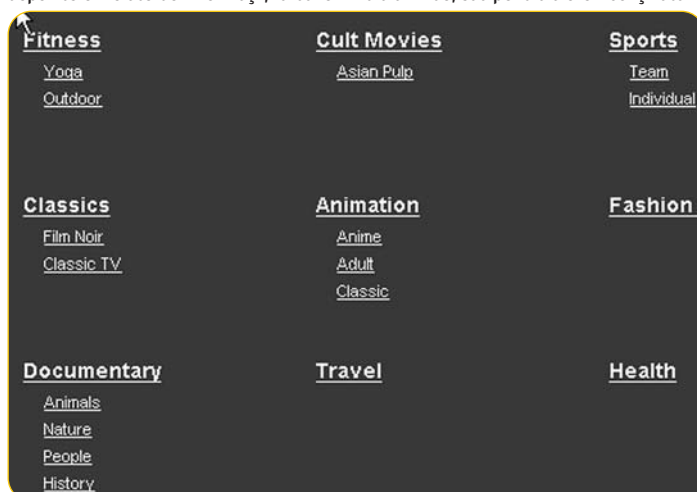 Fitness
Yoga
Outdoor
Cult Movies
Asian Pulp
Sports
Team
Individual
Classics
Film Noir
Classic TV
Animation
Anime
Adult
Classic
Fashion
Documentary
Animals
Nature
People
History
Travel
Health